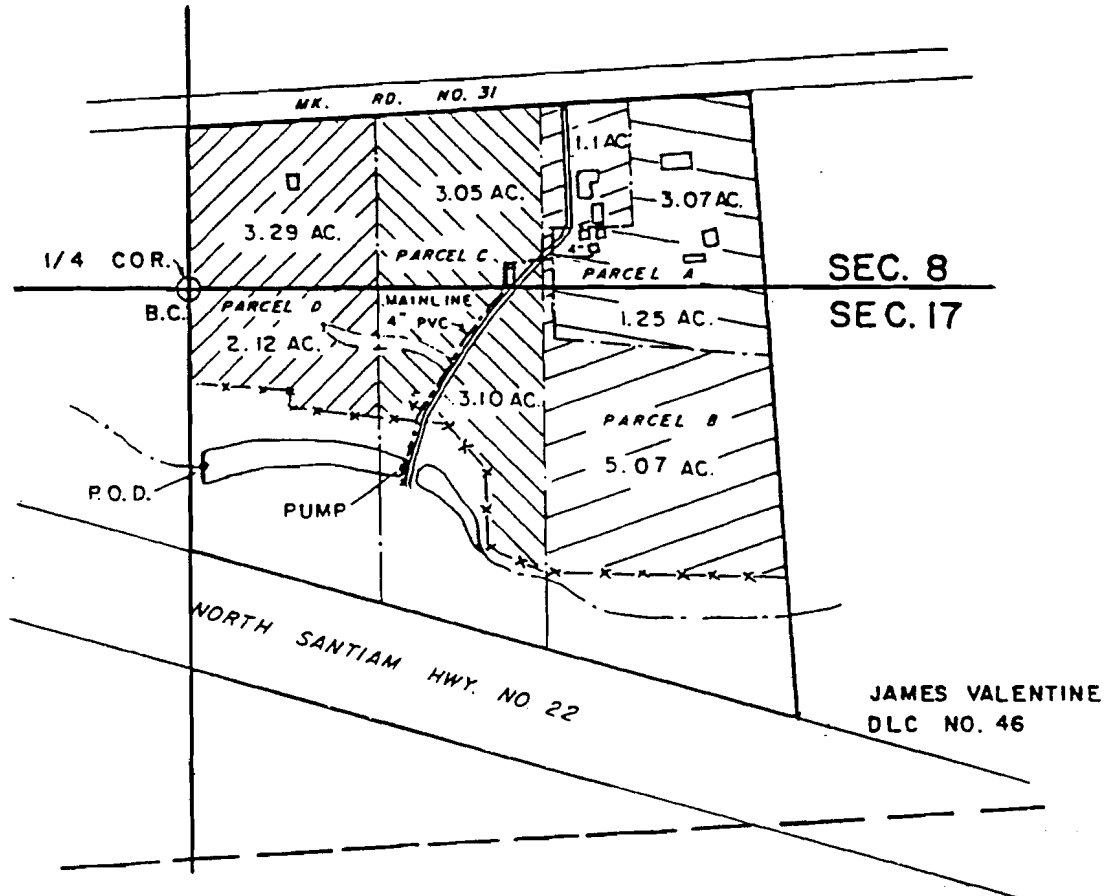 MK. RD. NO. 31
1.1 AC
3.05 AC.
3.07 AC.
3.29 AC.
1/4 COR.
PARCEL C.
4"
PARCEL A
SEC. 8
B.C.
PARCEL D
MAINLINE
4" PVC
1.25 AC.
SEC. 17
2.12 AC.
3.10 AC.
PARCEL B
5.07 AC.
P.O.D.
PUMP
NORTH SANTIAM HWY. NO. 22
JAMES VALENTINE
DLC NO. 46